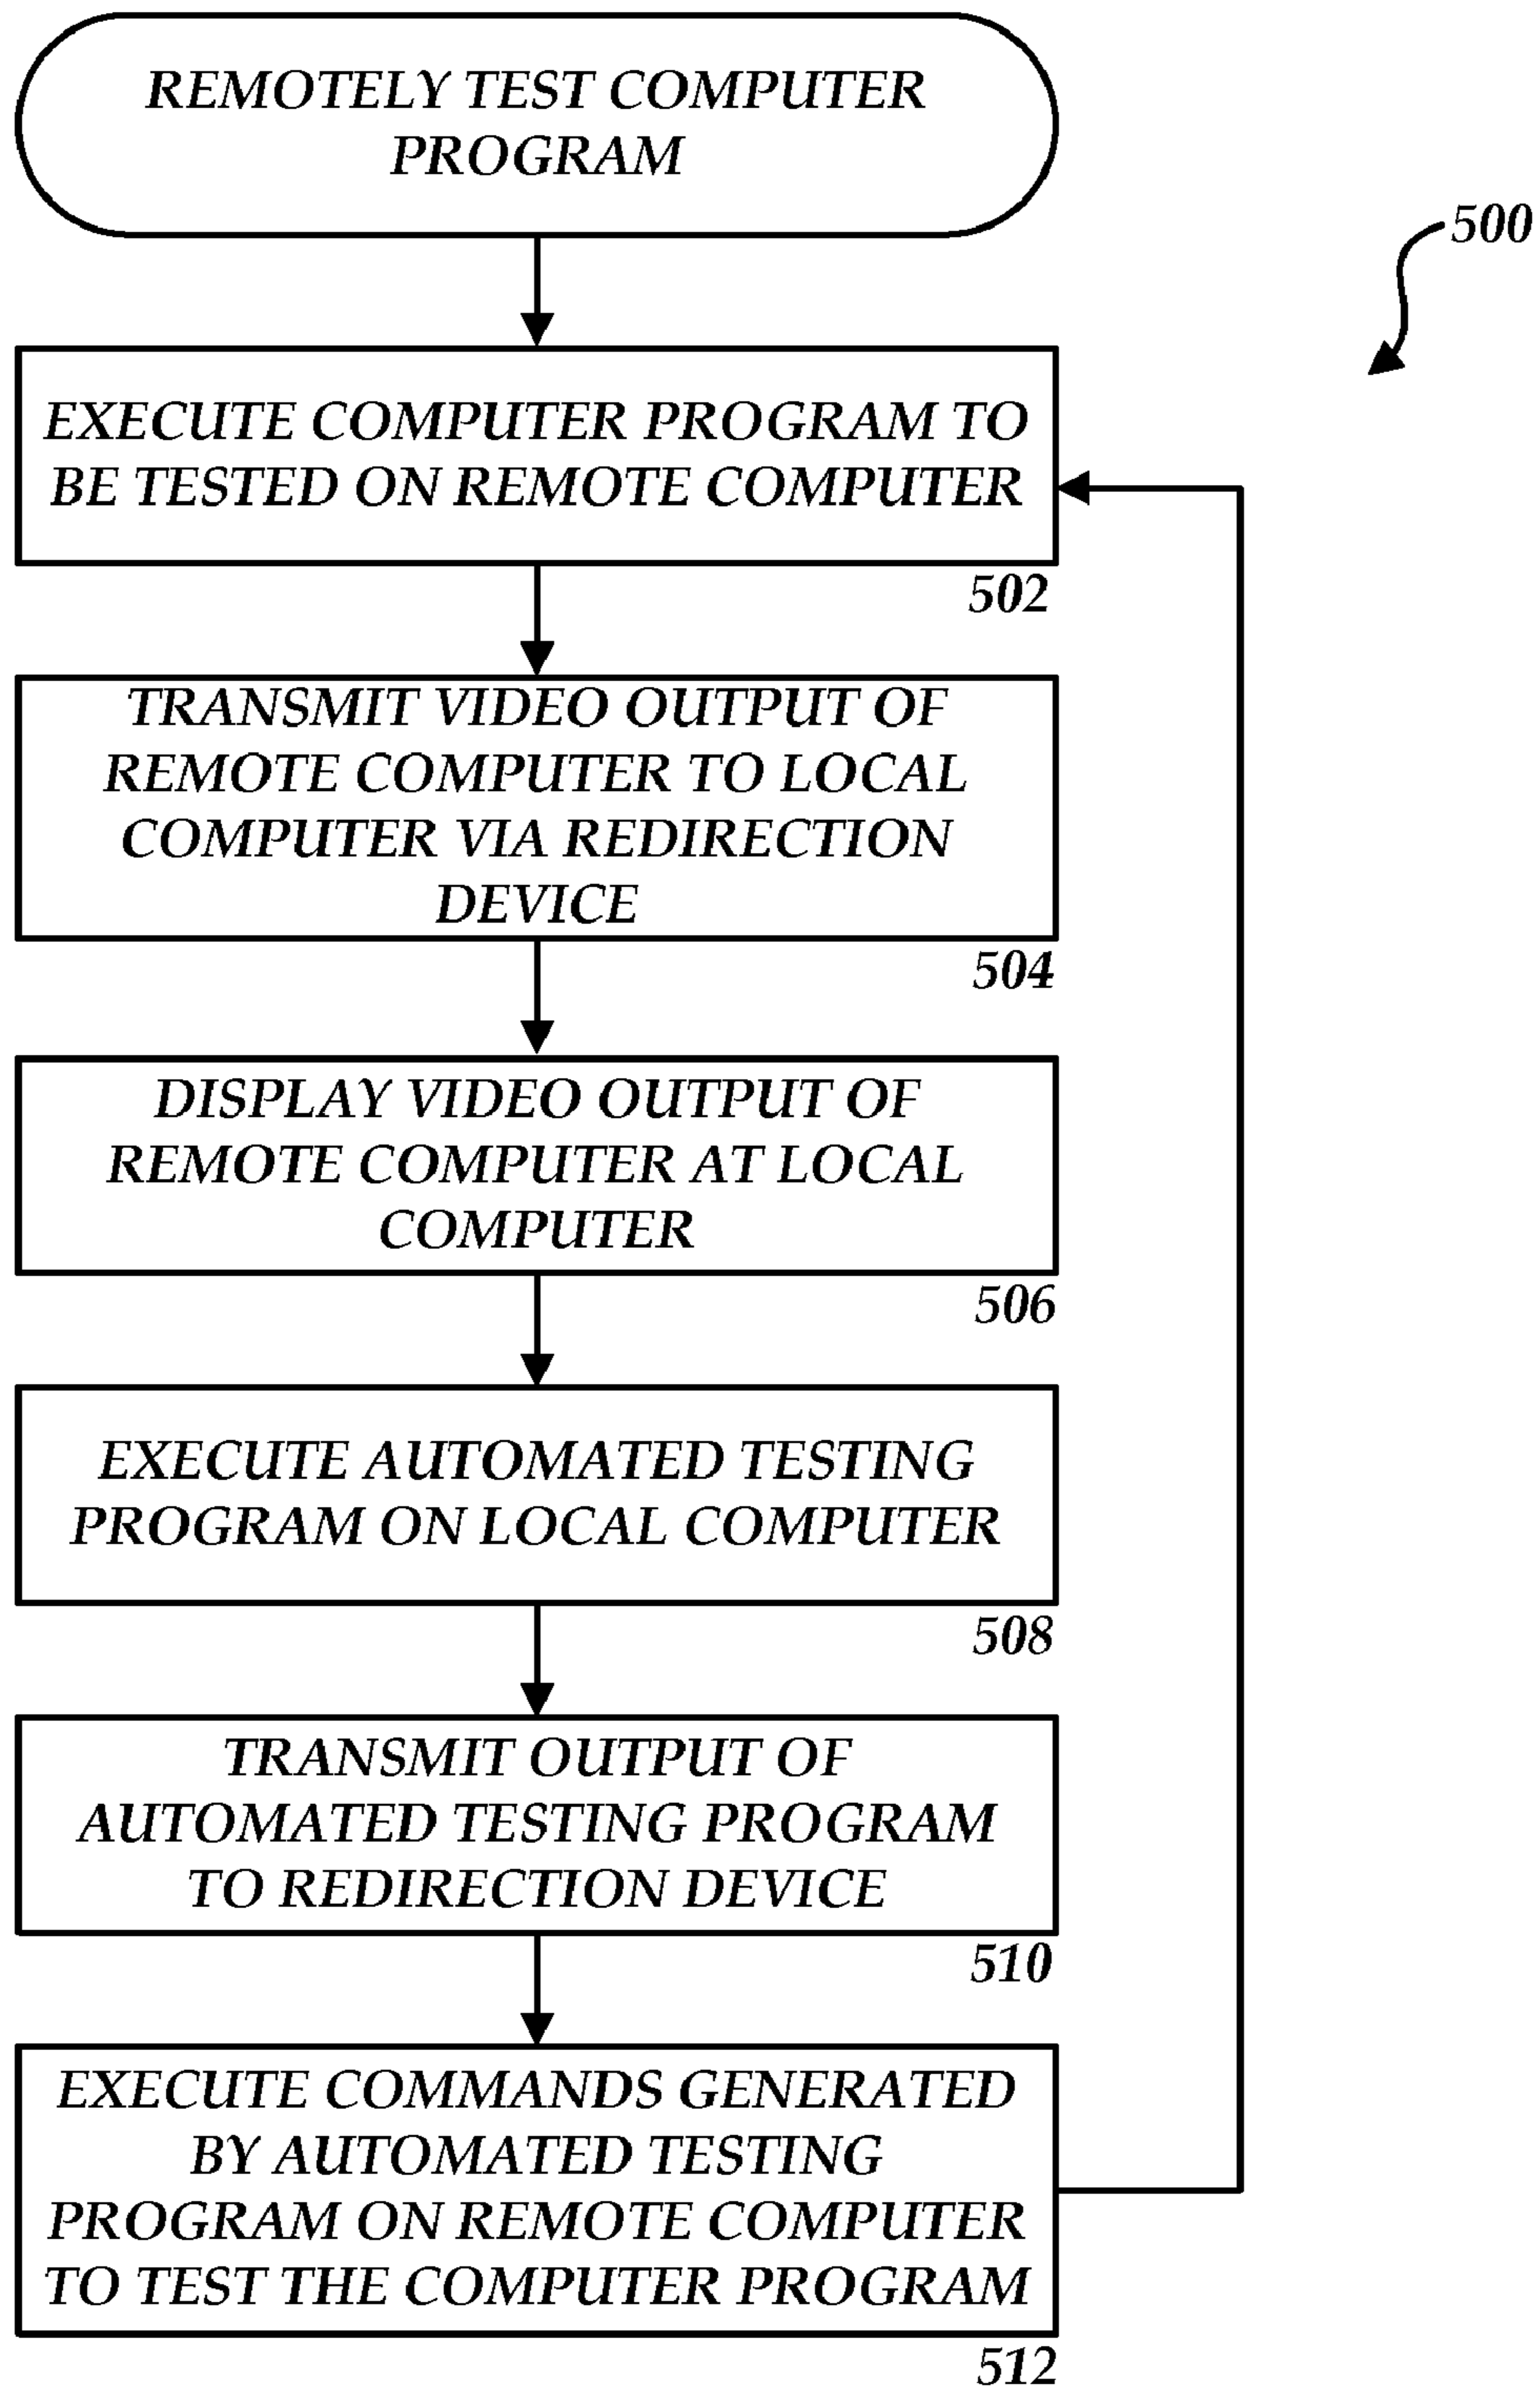 REMOTELY TEST COMPUTER
PROGRAM
500
EXECUTE COMPUTER PROGRAM TO
BE TESTED ON REMOTE COMPUTER
502
TRANSMIT VIDEO OUTPUT OF
REMOTE COMPUTER TO LOCAL
COMPUTER VIA REDIRECTION
DEVICE
504
DISPLAY VIDEO OUTPUT OF
REMOTE COMPUTER AT LOCAL
COMPUTER
506
EXECUTE AUTOMATED TESTING
PROGRAM ON LOCAL COMPUTER
508
TRANSMIT OUTPUT OF
AUTOMATED TESTING PROGRAM
TO REDIRECTION DEVICE
510
EXECUTE COMMANDS GENERATED
BY AUTOMATED TESTING
PROGRAM ON REMOTE COMPUTER
TO TEST THE COMPUTER PROGRAM
512